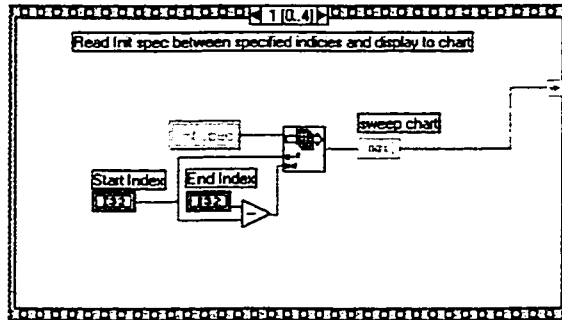 1 [0..4]
Read Init spec between specified indicies and display to chart
sweep chart
Start Index
End Index
I32
I32